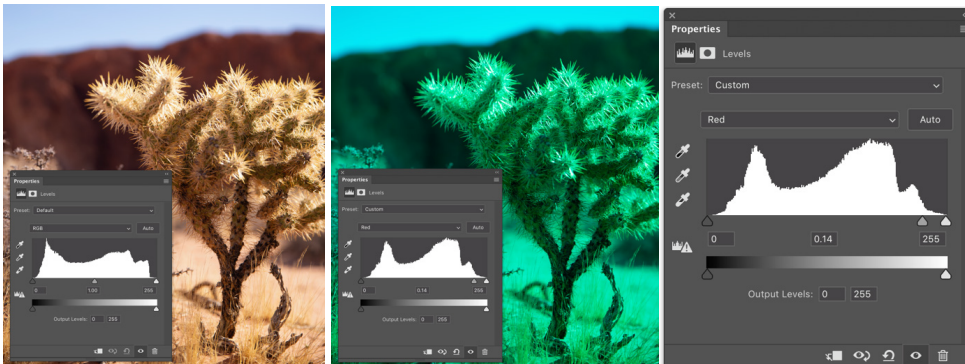 Properties
Levels
Preset: Default
RGB Auto
0 1.00 255
Output Levels: 0 255
Properties
Levels
Preset: Custom
Red Auto
0 0.14 255
Output Levels: 0 255
Properties
Levels
Preset: Custom
Red Auto
0 0.14 255
Output Levels: 0 255